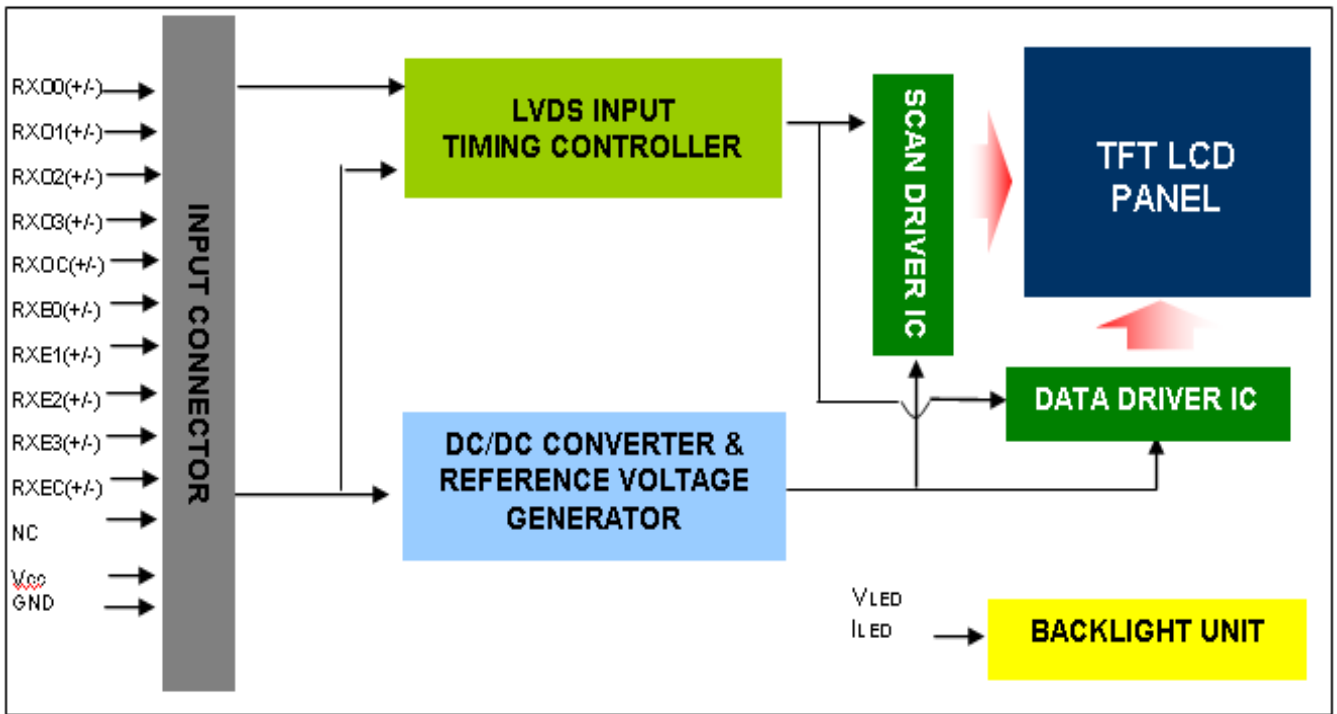 RXO0(+/-)
RXO1(+/-)
RXO2(+/-)
RXO3(+/-)
RXOC(+/-)
RXE0(+/-)
RXE1(+/-)
RXE2(+/-)
RXE3(+/-)
RXEC(+/-)
NC
Vcc
GND
INPUT CONNECTOR
LVDS INPUT
TIMING CONTROLLER
DC/DC CONVERTER &
REFERENCE VOLTAGE
GENERATOR
SCAN DRIVER IC
TFT LCD
PANEL
DATA DRIVER IC
VLED
ILED
BACKLIGHT UNIT